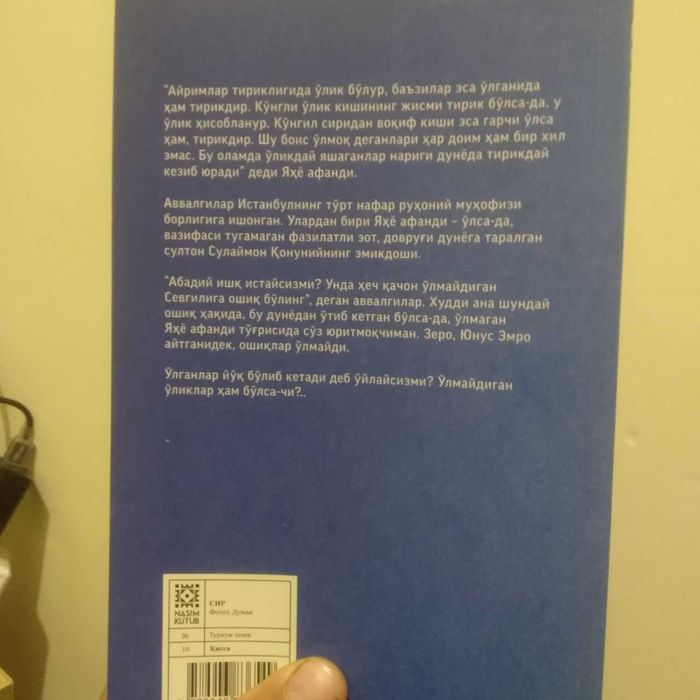 "Айримлар тириклигида ўлик бўлур, баъзилар эса ўлганида
ҳам тирикдир. Кўнгли ўлик кишининг жисми тирик бўлса-да, у
ўлик ҳисобланур. Кўнгил сиридан воқиф киши эса гарчи ўлса
ҳам, тирикдир. Шу боис ўлмоқ деганлари ҳар доим ҳам бир хил
эмас. Бу оламда ўликдай яшаганлар нариги дунёда тирикдай
кезиб юради" деди Яҳё афанди.
Аввалгилар Истанбулнинг тўрт нафар руҳоний муҳофизи
борлигига ишонган. Улардан бири Яҳё афанди – ўлса-да,
вазифаси тугамаган фазилатли зот, довруғи дунёга таралган
султон Сулаймон Қонунийнинг эмикдоши.
"Абадий ишқ истайсизми? Унда ҳеч қачон ўлмайдиган
Севгилига ошиқ бўлинг", деган аввалгилар. Худди ана шундай
ошиқ ҳақида, бу дунёдан ўтиб кетган бўлса-да, ўлмаган
Яҳё афанди тўғрисида сўз юритмоқчиман. Зеро, Юнус Эмро
айтганидек, ошиқлар ўлмайди.
Ўлганлар йўқ бўлиб кетади деб ўйлайсизми? Ўлмайдиган
ўликлар ҳам бўлса-чи?..
NASIM
KUTUB
СИР
Фотиҳ Думан
№ Туркум номи
10 Қисса